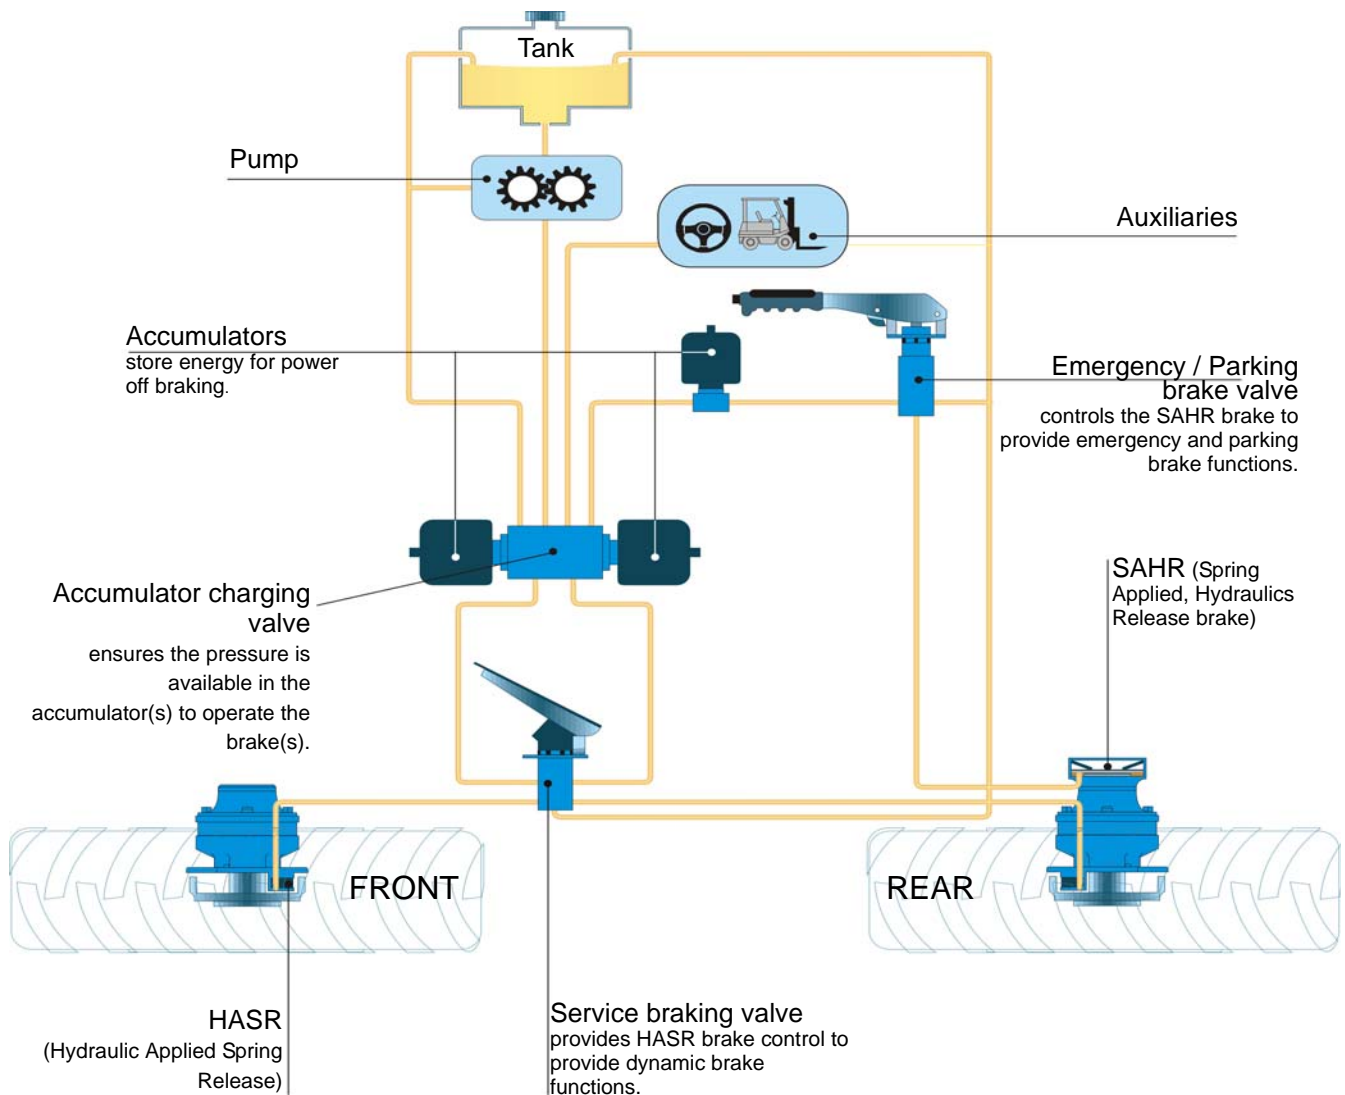 Tank
Pump
Auxiliaries
Accumulators
store energy for power
off braking.
Emergency / Parking
brake valve
controls the SAHR brake to
provide emergency and parking
brake functions.
Accumulator charging
valve
ensures the pressure is
available in the
accumulator(s) to operate the
brake(s).
SAHR (Spring
Applied, Hydraulics
Release brake)
FRONT
REAR
HASR
(Hydraulic Applied Spring
Release)
Service braking valve
provides HASR brake control to
provide dynamic brake
functions.